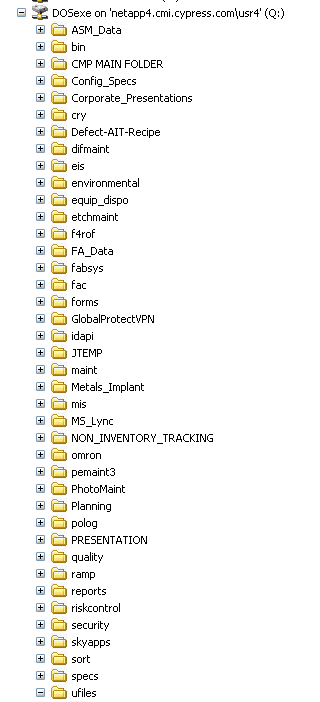 DOSexe on 'netapp4.cmi.cypress.com\usr4' (Q:)
ASM_Data
bin
CMP MAIN FOLDER
Config_Specs
Corporate_Presentations
cry
Defect-AIT-Recipe
difmaint
eis
environmental
equip_dispo
etchmaint
f4rof
FA_Data
fabsys
fac
forms
GlobalProtectVPN
idapi
JTEMP
maint
Metals_Implant
mis
MS_Lync
NON_INVENTORY_TRACKING
omron
pemaint3
PhotoMaint
Planning
polog
PRESENTATION
quality
ramp
reports
riskcontrol
security
skyapps
sort
specs
ufiles